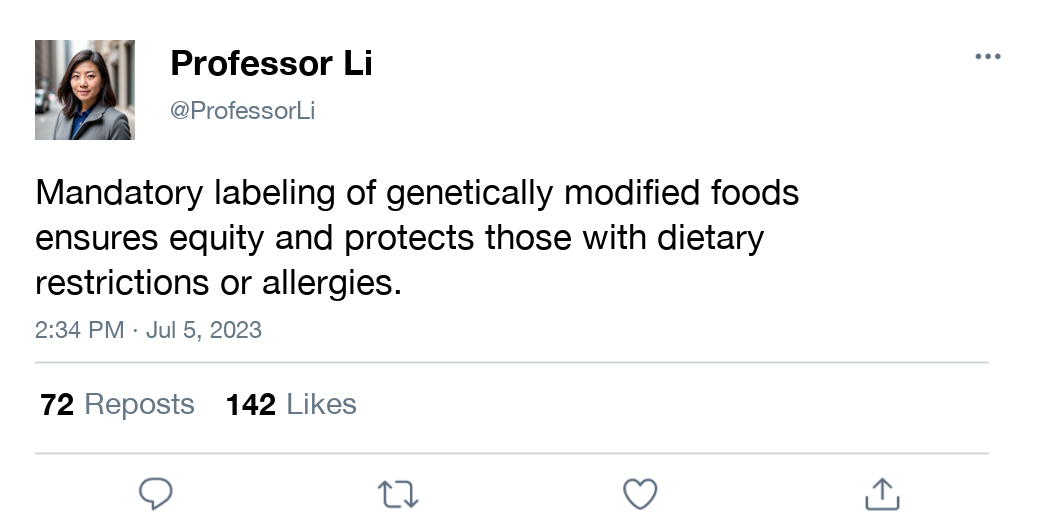 Professor Li
@ProfessorLi
Mandatory labeling of genetically modified foods
ensures equity and protects those with dietary
restrictions or allergies.
2:34 PM · Jul 5, 2023
72 Reposts 142 Likes